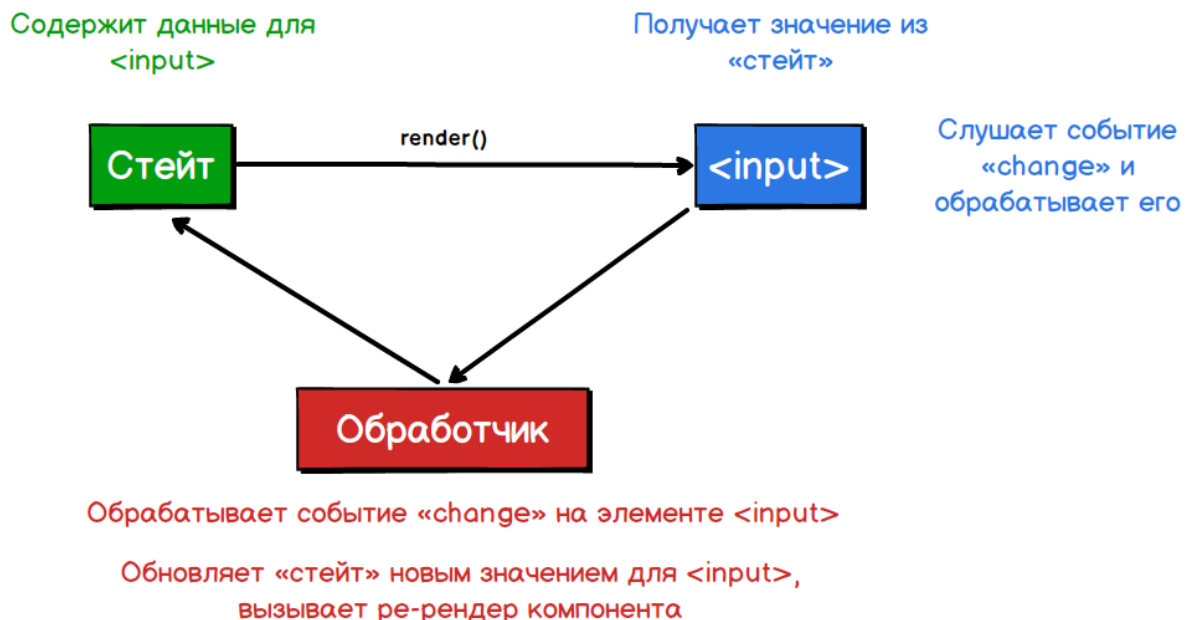 Содержит данные для
<input>
Получает значение из
«стейт»
Стейт
render()
<input>
Слушает событие
«change» и
обрабатывает его
Обработчик
Обрабатывает событие «change» на элементе <input>
Обновляет «стейт» новым значением для <input>,
вызывает ре-рендер компонента